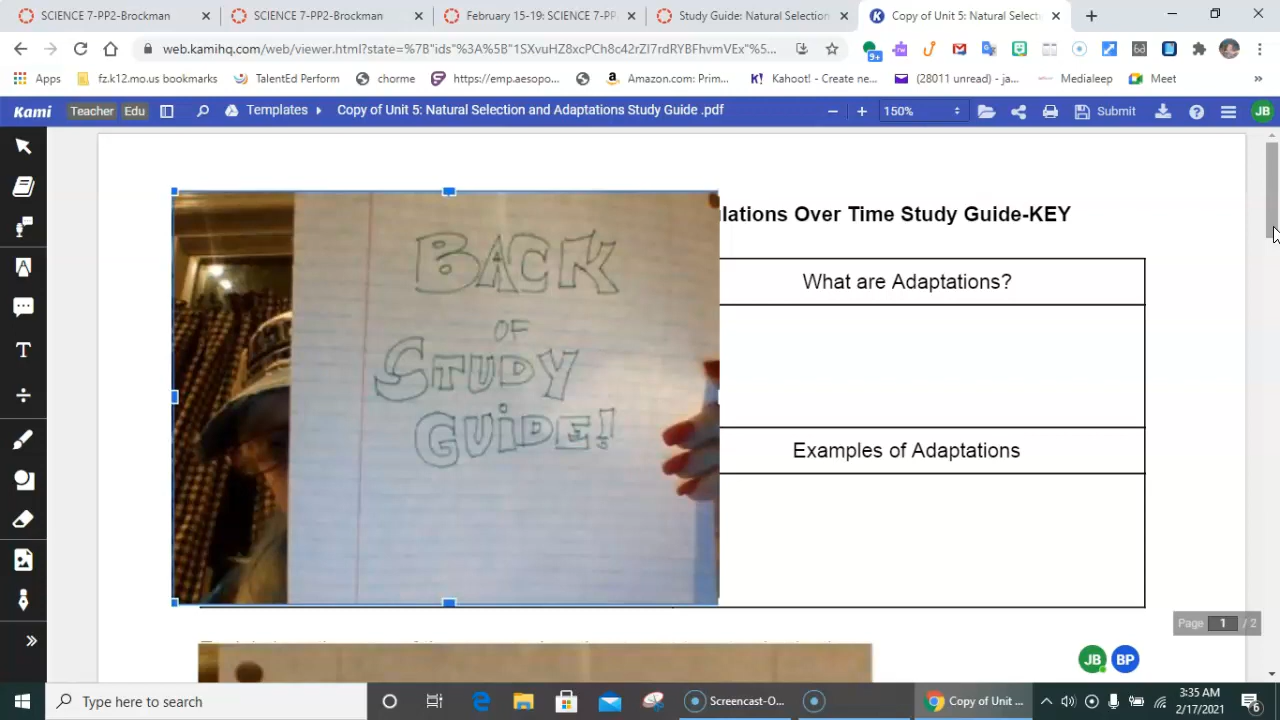 SCIENCE 7-PP2-Brockman
SCIENCE 7-PP2-Brockman
February 15-19: SCIENCE 7-PP
Study Guide: Natural Selection
Copy of Unit 5: Natural Select
web.kamihq.com/web/viewer.html?state=%7B"ids"%3A%5B"1SXvuHZ8xcPCh8c42rZI7rdRYBFhvmVEx"%5...
9+
Apps
fz.k12.mo.us bookmarks
TalentEd Perform
chorme
https://emp.aesopo...
Amazon.com: Prim...
Kahoot! - Create ne...
(28011 unread) - ja...
Medialeep
Meet
»
Kami
Teacher
Edu
Templates
Copy of Unit 5: Natural Selection and Adaptations Study Guide .pdf
150%
Submit
JB
lations Over Time Study Guide-KEY
BACK
OF
STUDY
GUIDE!
What are Adaptations?
Examples of Adaptations
Page 1 / 2
JB
BP
Type here to search
Screencast-O...
Copy of Unit ...
3:35 AM
2/17/2021
6